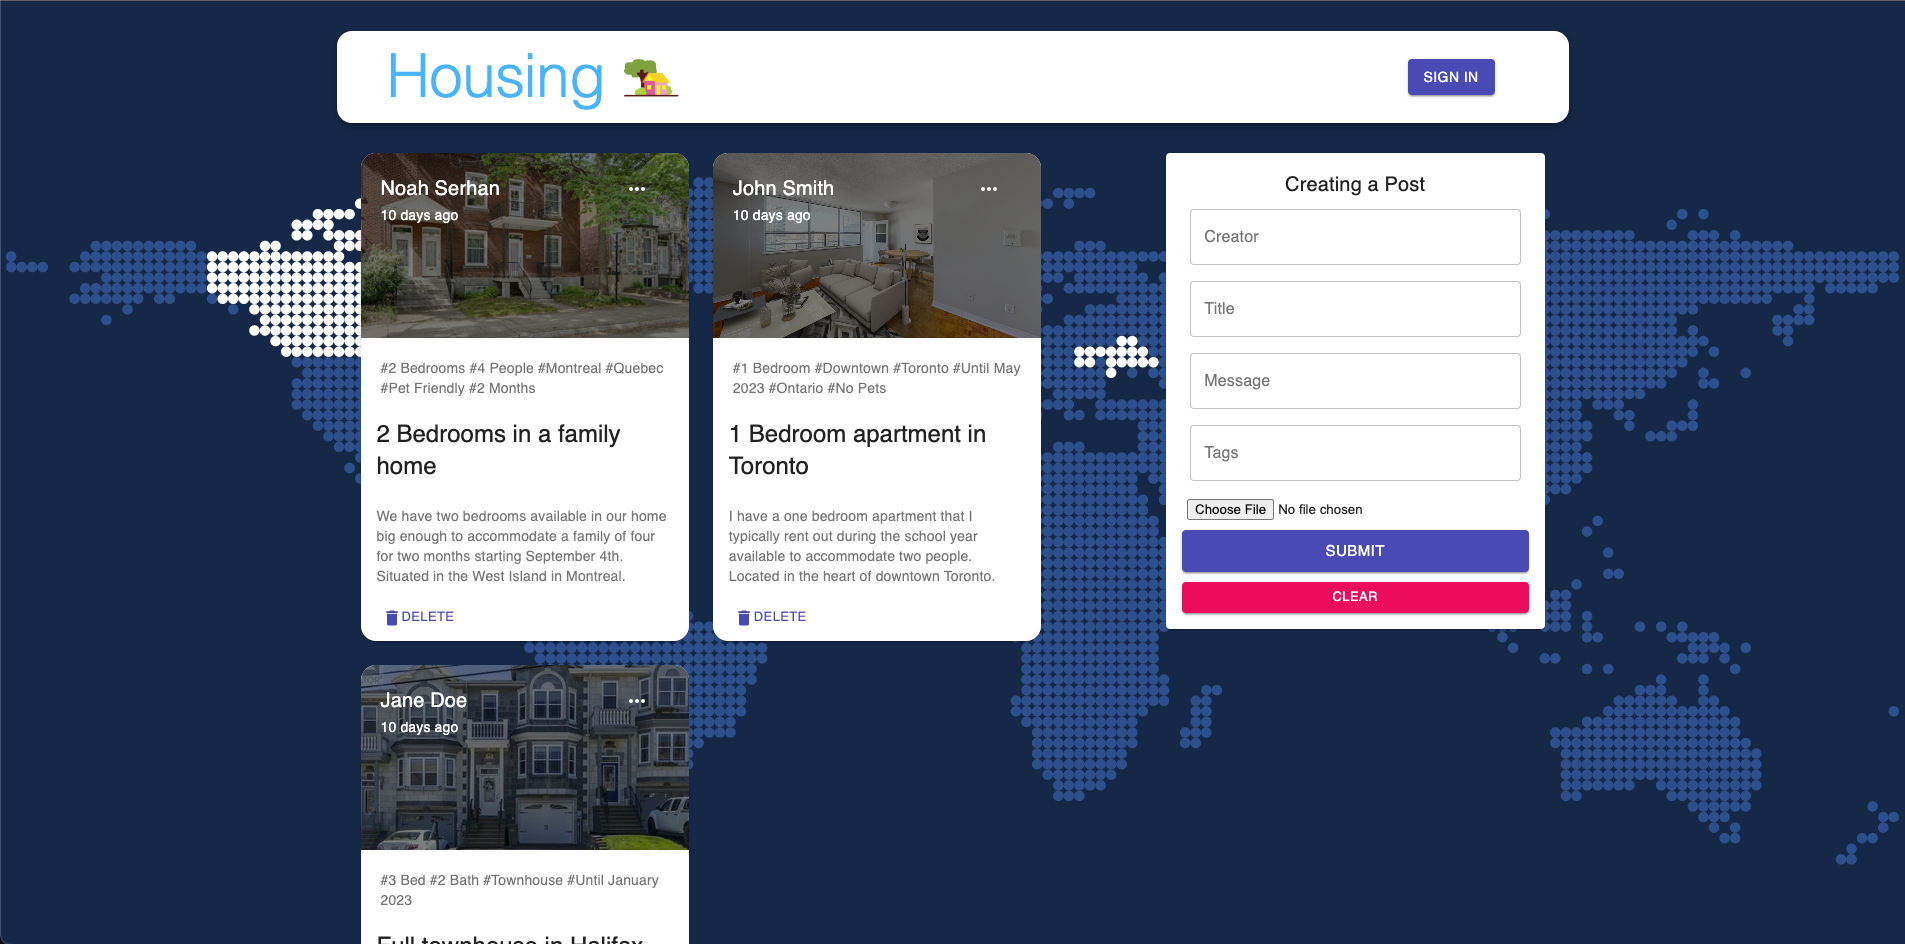 Housing
SIGN IN
Noah Serhan
10 days ago
#2 Bedrooms #4 People #Montreal #Quebec
#Pet Friendly #2 Months
2 Bedrooms in a family
home
We have two bedrooms available in our home
big enough to accommodate a family of four
for two months starting September 4th.
Situated in the West Island in Montreal.
DELETE
John Smith
10 days ago
#1 Bedroom #Downtown #Toronto #Until May
2023 #Ontario #No Pets
1 Bedroom apartment in
Toronto
I have a one bedroom apartment that I
typically rent out during the school year
available to accommodate two people.
Located in the heart of downtown Toronto.
DELETE
Jane Doe
10 days ago
#3 Bed #2 Bath #Townhouse #Until January
2023
Full townhouse in Halifax
Creating a Post
Creator
Title
Message
Tags
Choose File No file chosen
SUBMIT
CLEAR